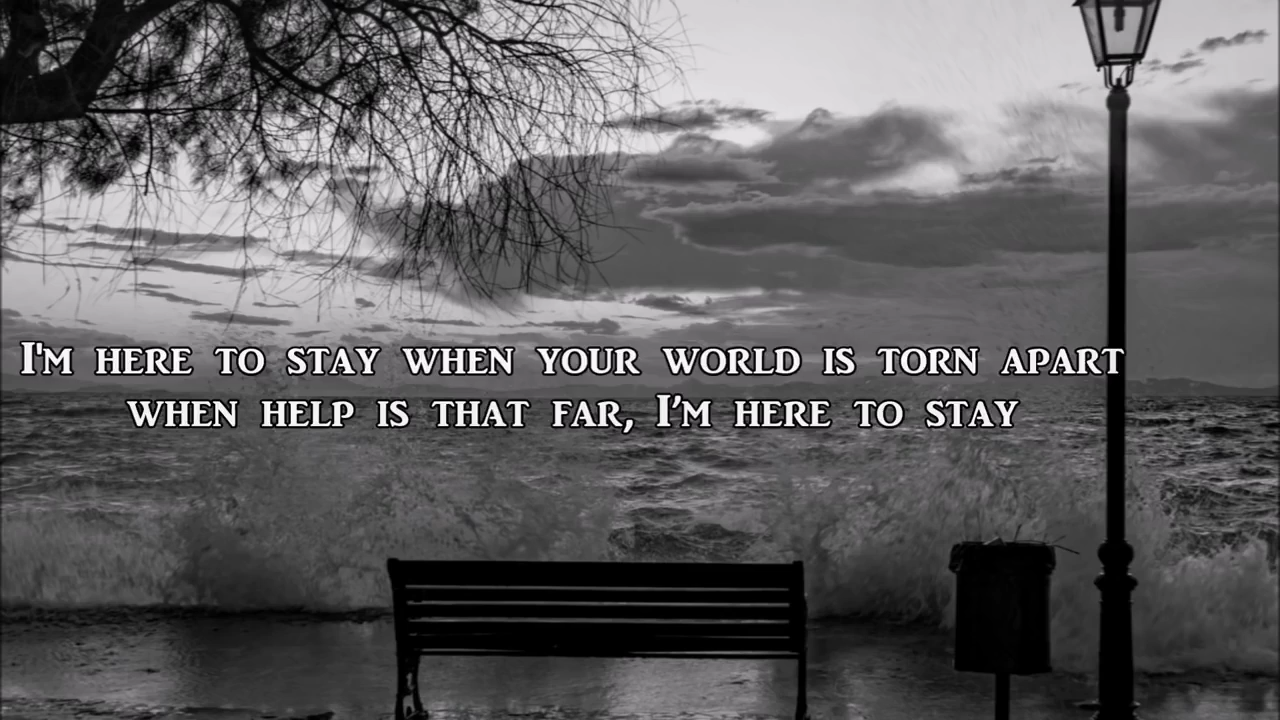 I'm here to stay when your world is torn apart
when help is that far, I’m here to stay